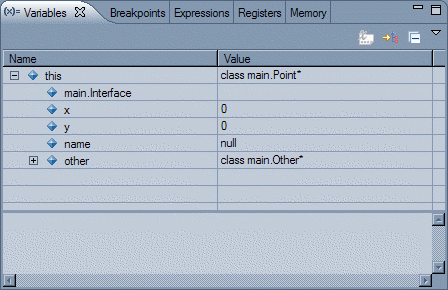 (x)= Variables Breakpoints Expressions Registers Memory
Name Value
this class main.Point*
main.Interface
x 0
y 0
name null
other class main.Other*